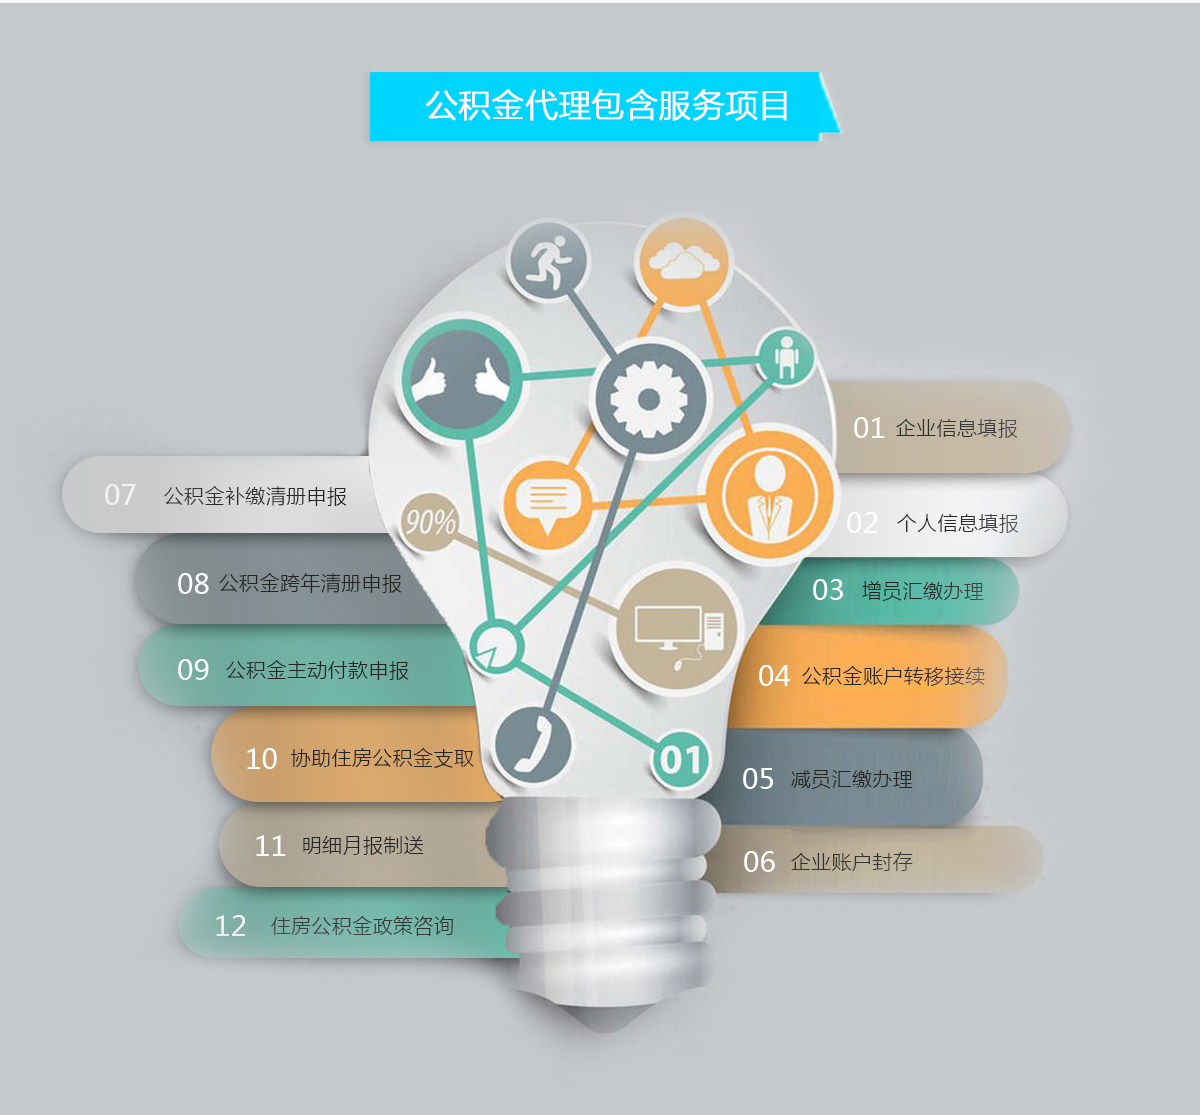 公积金代理包含服务项目
01 企业信息填报
02 个人信息填报
03 增员汇缴办理
04 公积金账户转移接续
05 减员汇缴办理
06 企业账户封存
07 公积金补缴清册申报
08 公积金跨年清册申报
09 公积金主动付款申报
10 协助住房公积金支取
11 明细月报制送
12 住房公积金政策咨询
90%
01